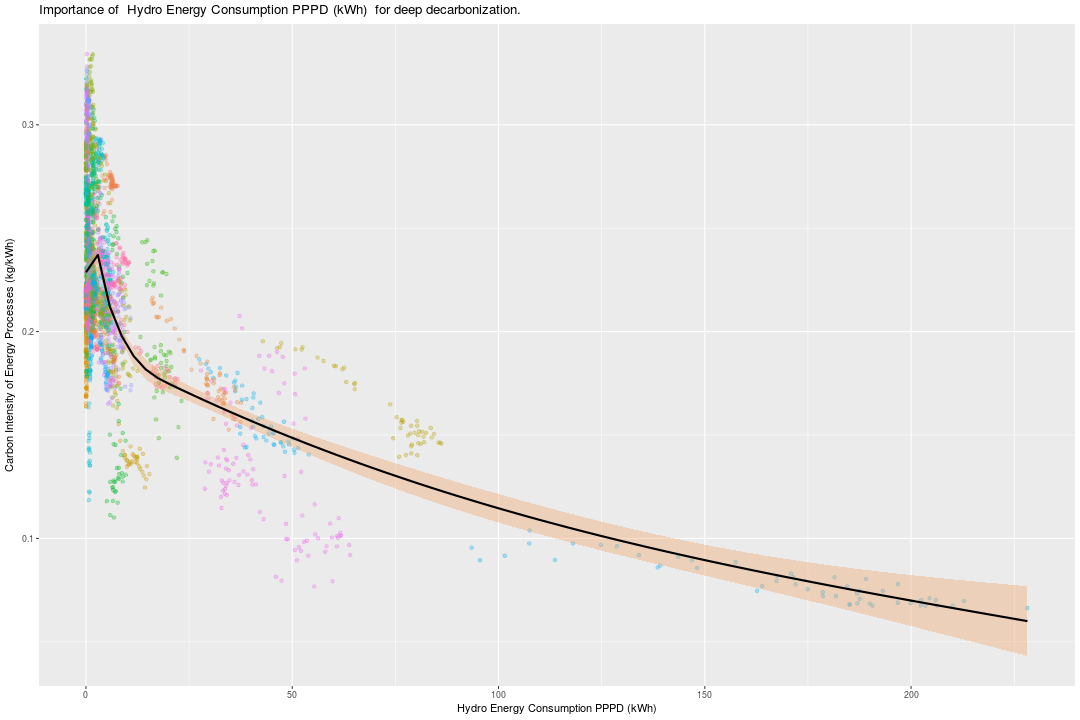 Importance of  Hydro Energy Consumption PPPD (kWh)  for deep decarbonization.
Carbon Intensity of Energy Processes (kg/kWh)
0.3
0.2
0.1
0 50 100 150 200
Hydro Energy Consumption PPPD (kWh)